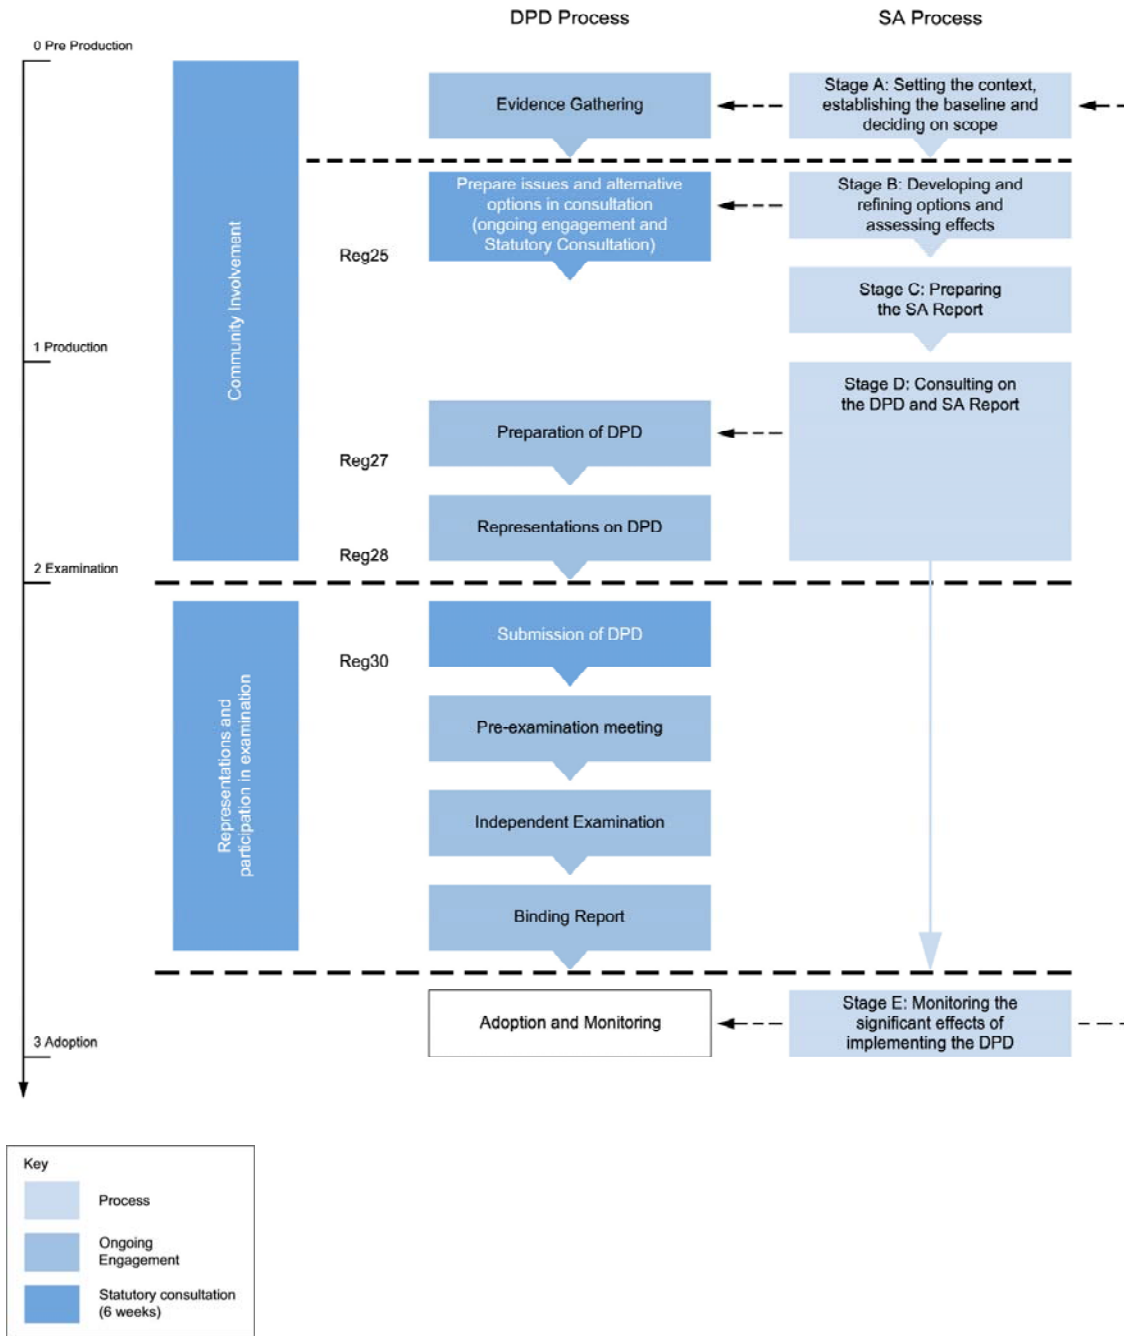 DPD Process
SA Process
0 Pre Production
Evidence Gathering
Stage A: Setting the context,
establishing the baseline and
deciding on scope
Prepare issues and alternative
options in consultation
(ongoing engagement and
Statutory Consultation)
Stage B: Developing and
refining options and
assessing effects
Reg25
Community Involvement
Stage C: Preparing
the SA Report
1 Production
Stage D: Consulting on
the DPD and SA Report
Preparation of DPD
Reg27
Representations on DPD
Reg28
2 Examination
Submission of DPD
Reg30
Representations and
participation in examination
Pre-examination meeting
Independent Examination
Binding Report
Adoption and Monitoring
Stage E: Monitoring the
significant effects of
implementing the DPD
3 Adoption
Key
Process
Ongoing
Engagement
Statutory consultation
(6 weeks)